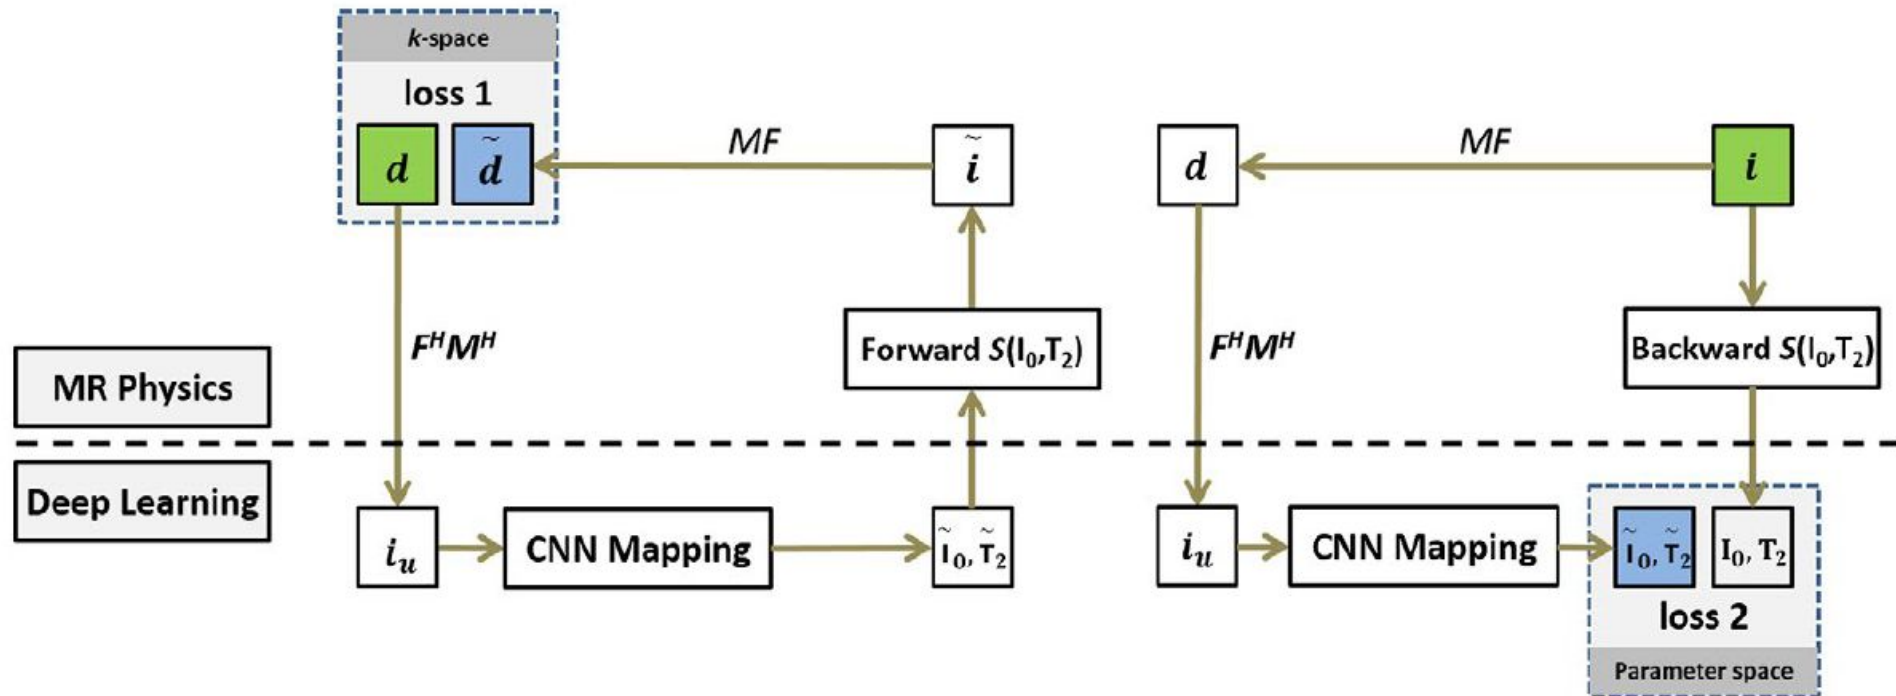 k-space
loss 1
d
d̃
MF
ĩ
d
MF
i
FᴴMᴴ
Forward S(I₀,T₂)
FᴴMᴴ
Backward S(I₀,T₂)
MR Physics
Deep Learning
iᵤ
CNN Mapping
Ĩ₀, T̃₂
iᵤ
CNN Mapping
Ĩ₀, T̃₂
I₀, T₂
loss 2
Parameter space